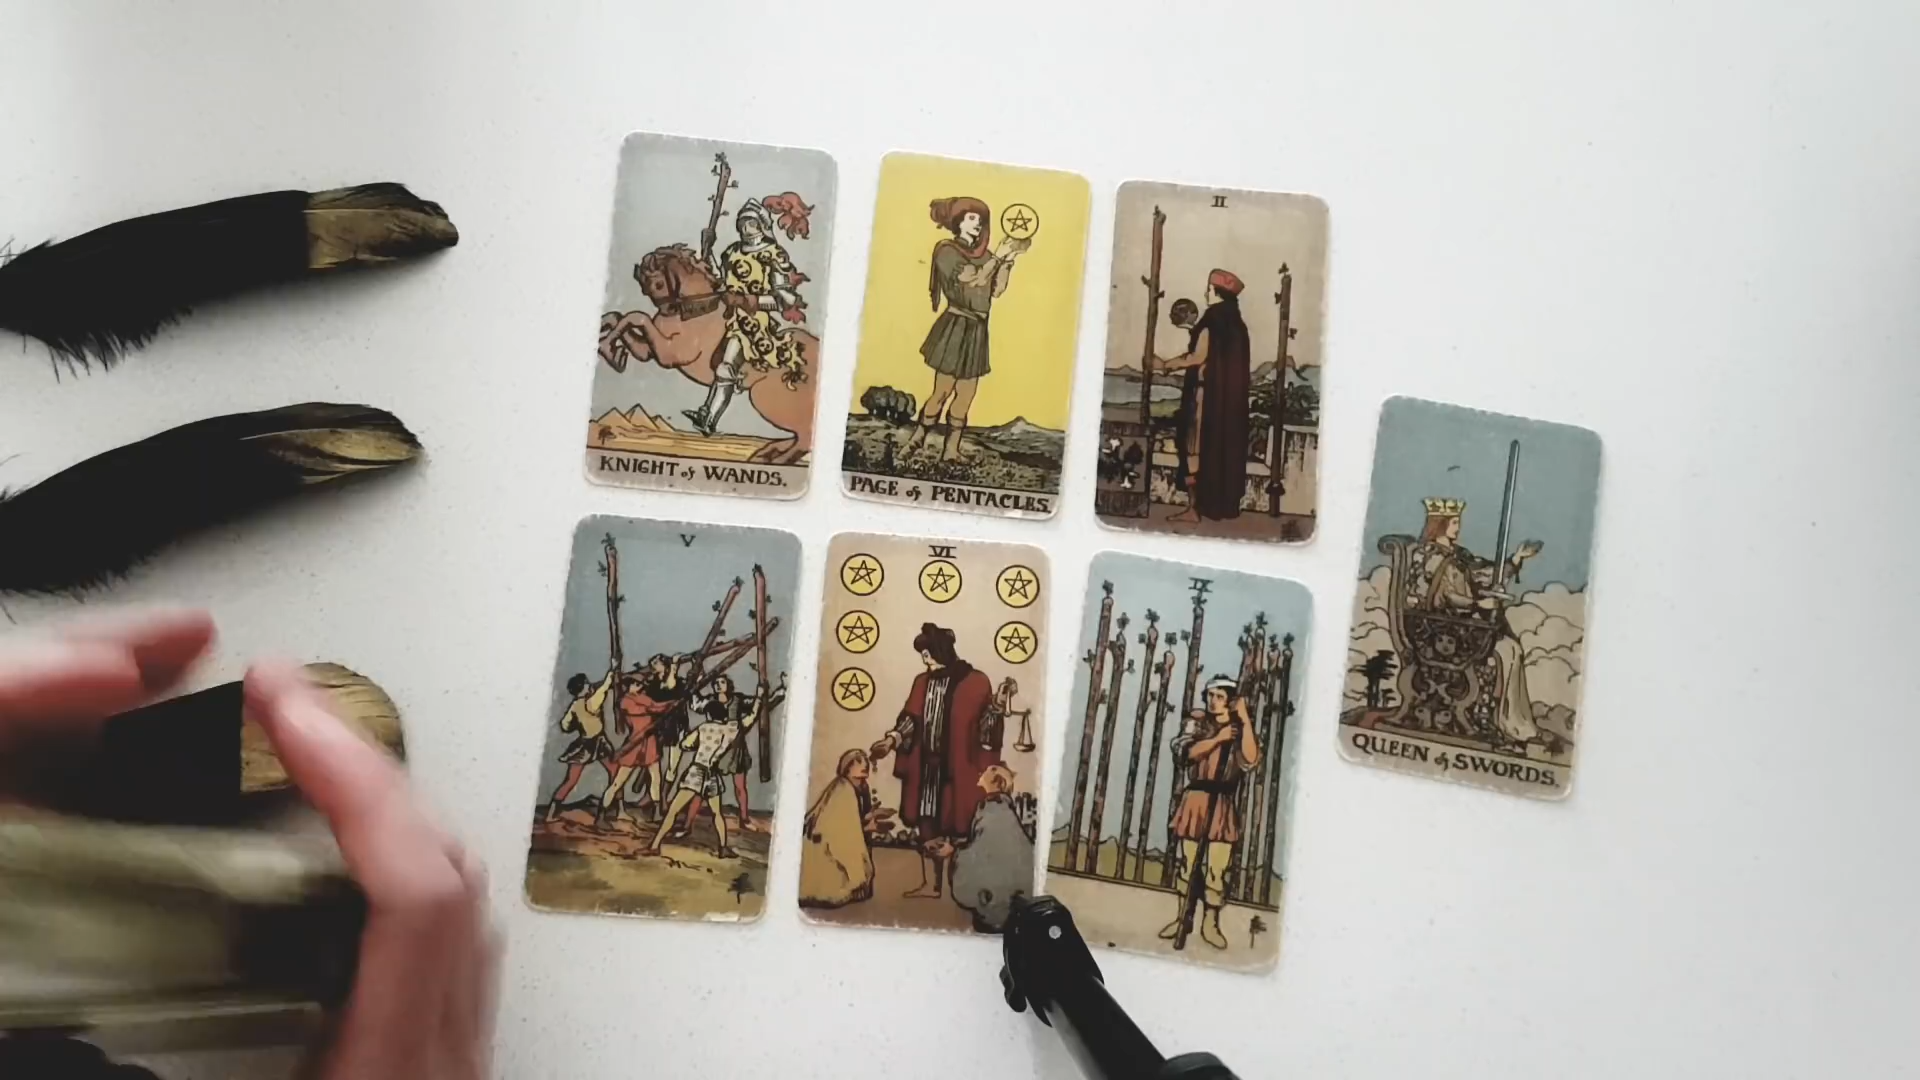 II
KNIGHT of WANDS.
PAGE of PENTACLES.
V
VI
IX
QUEEN of SWORDS.